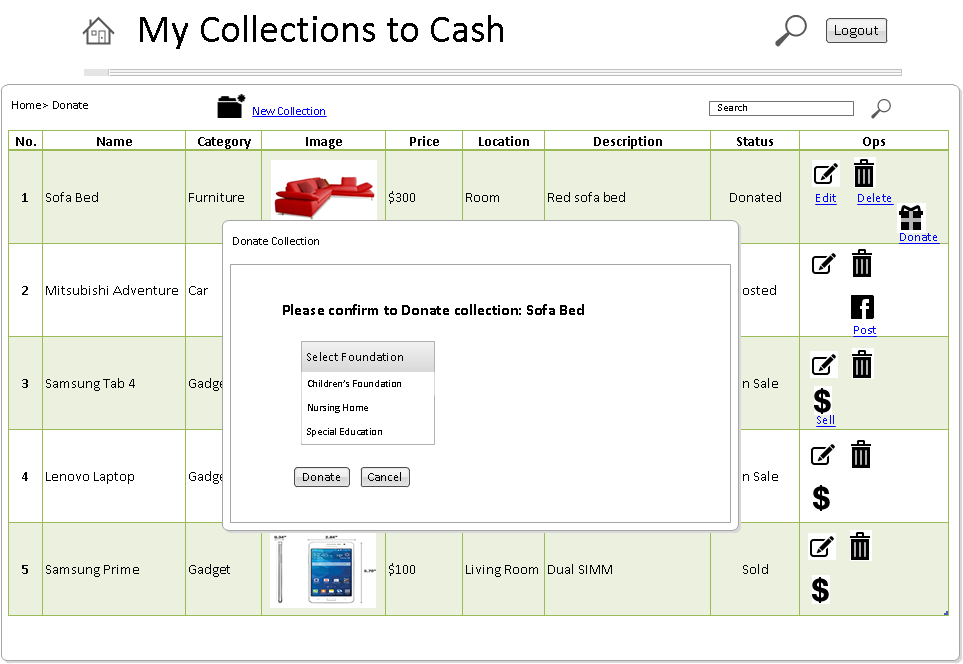 My Collections to Cash
Logout
Home> Donate
New Collection
Search
No. Name Category Image Price Location Description Status Ops
1 Sofa Bed Furniture $300 Room Red sofa bed Donated
Edit Delete
Donate
Donate Collection
2 Mitsubishi Adventure Car osted
Post
Please confirm to Donate collection: Sofa Bed
Select Foundation
Children's Foundation
Nursing Home
Special Education
3 Samsung Tab 4 Gadge n Sale
$
Sell
4 Lenovo Laptop Gadge n Sale
$
Donate Cancel
5 Samsung Prime Gadget $100 Living Room Dual SIMM Sold
$